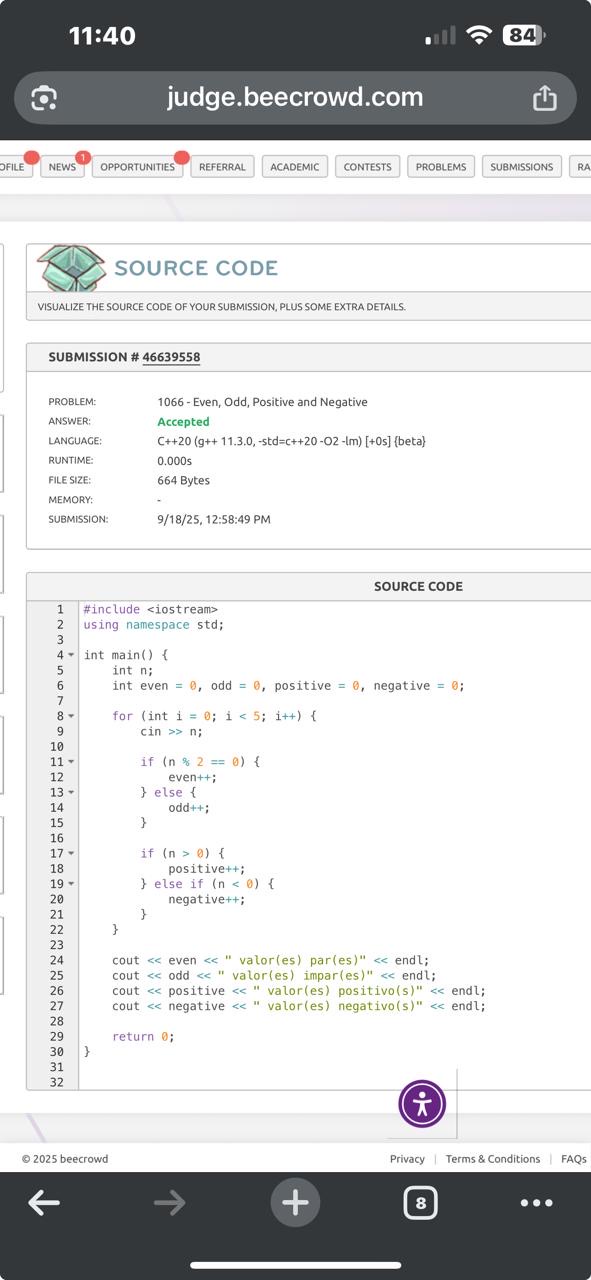 11:40
84
judge.beecrowd.com
OFILE NEWS 1 OPPORTUNITIES REFERRAL ACADEMIC CONTESTS PROBLEMS SUBMISSIONS RA
SOURCE CODE
VISUALIZE THE SOURCE CODE OF YOUR SUBMISSION, PLUS SOME EXTRA DETAILS.
SUBMISSION # 46639558
PROBLEM: 1066 - Even, Odd, Positive and Negative
ANSWER: Accepted
LANGUAGE: C++20 (g++ 11.3.0, -std=c++20 -O2 -lm) [+0s] {beta}
RUNTIME: 0.000s
FILE SIZE: 664 Bytes
MEMORY: -
SUBMISSION: 9/18/25, 12:58:49 PM
SOURCE CODE
1 #include <iostream>
2 using namespace std;
3
4 int main() {
5     int n;
6     int even = 0, odd = 0, positive = 0, negative = 0;
7
8     for (int i = 0; i < 5; i++) {
9         cin >> n;
10
11         if (n % 2 == 0) {
12             even++;
13         } else {
14             odd++;
15         }
16
17         if (n > 0) {
18             positive++;
19         } else if (n < 0) {
20             negative++;
21         }
22     }
23
24     cout << even << " valor(es) par(es)" << endl;
25     cout << odd << " valor(es) impar(es)" << endl;
26     cout << positive << " valor(es) positivo(s)" << endl;
27     cout << negative << " valor(es) negativo(s)" << endl;
28
29     return 0;
30 }
31
32
© 2025 beecrowd Privacy | Terms & Conditions | FAQs
8